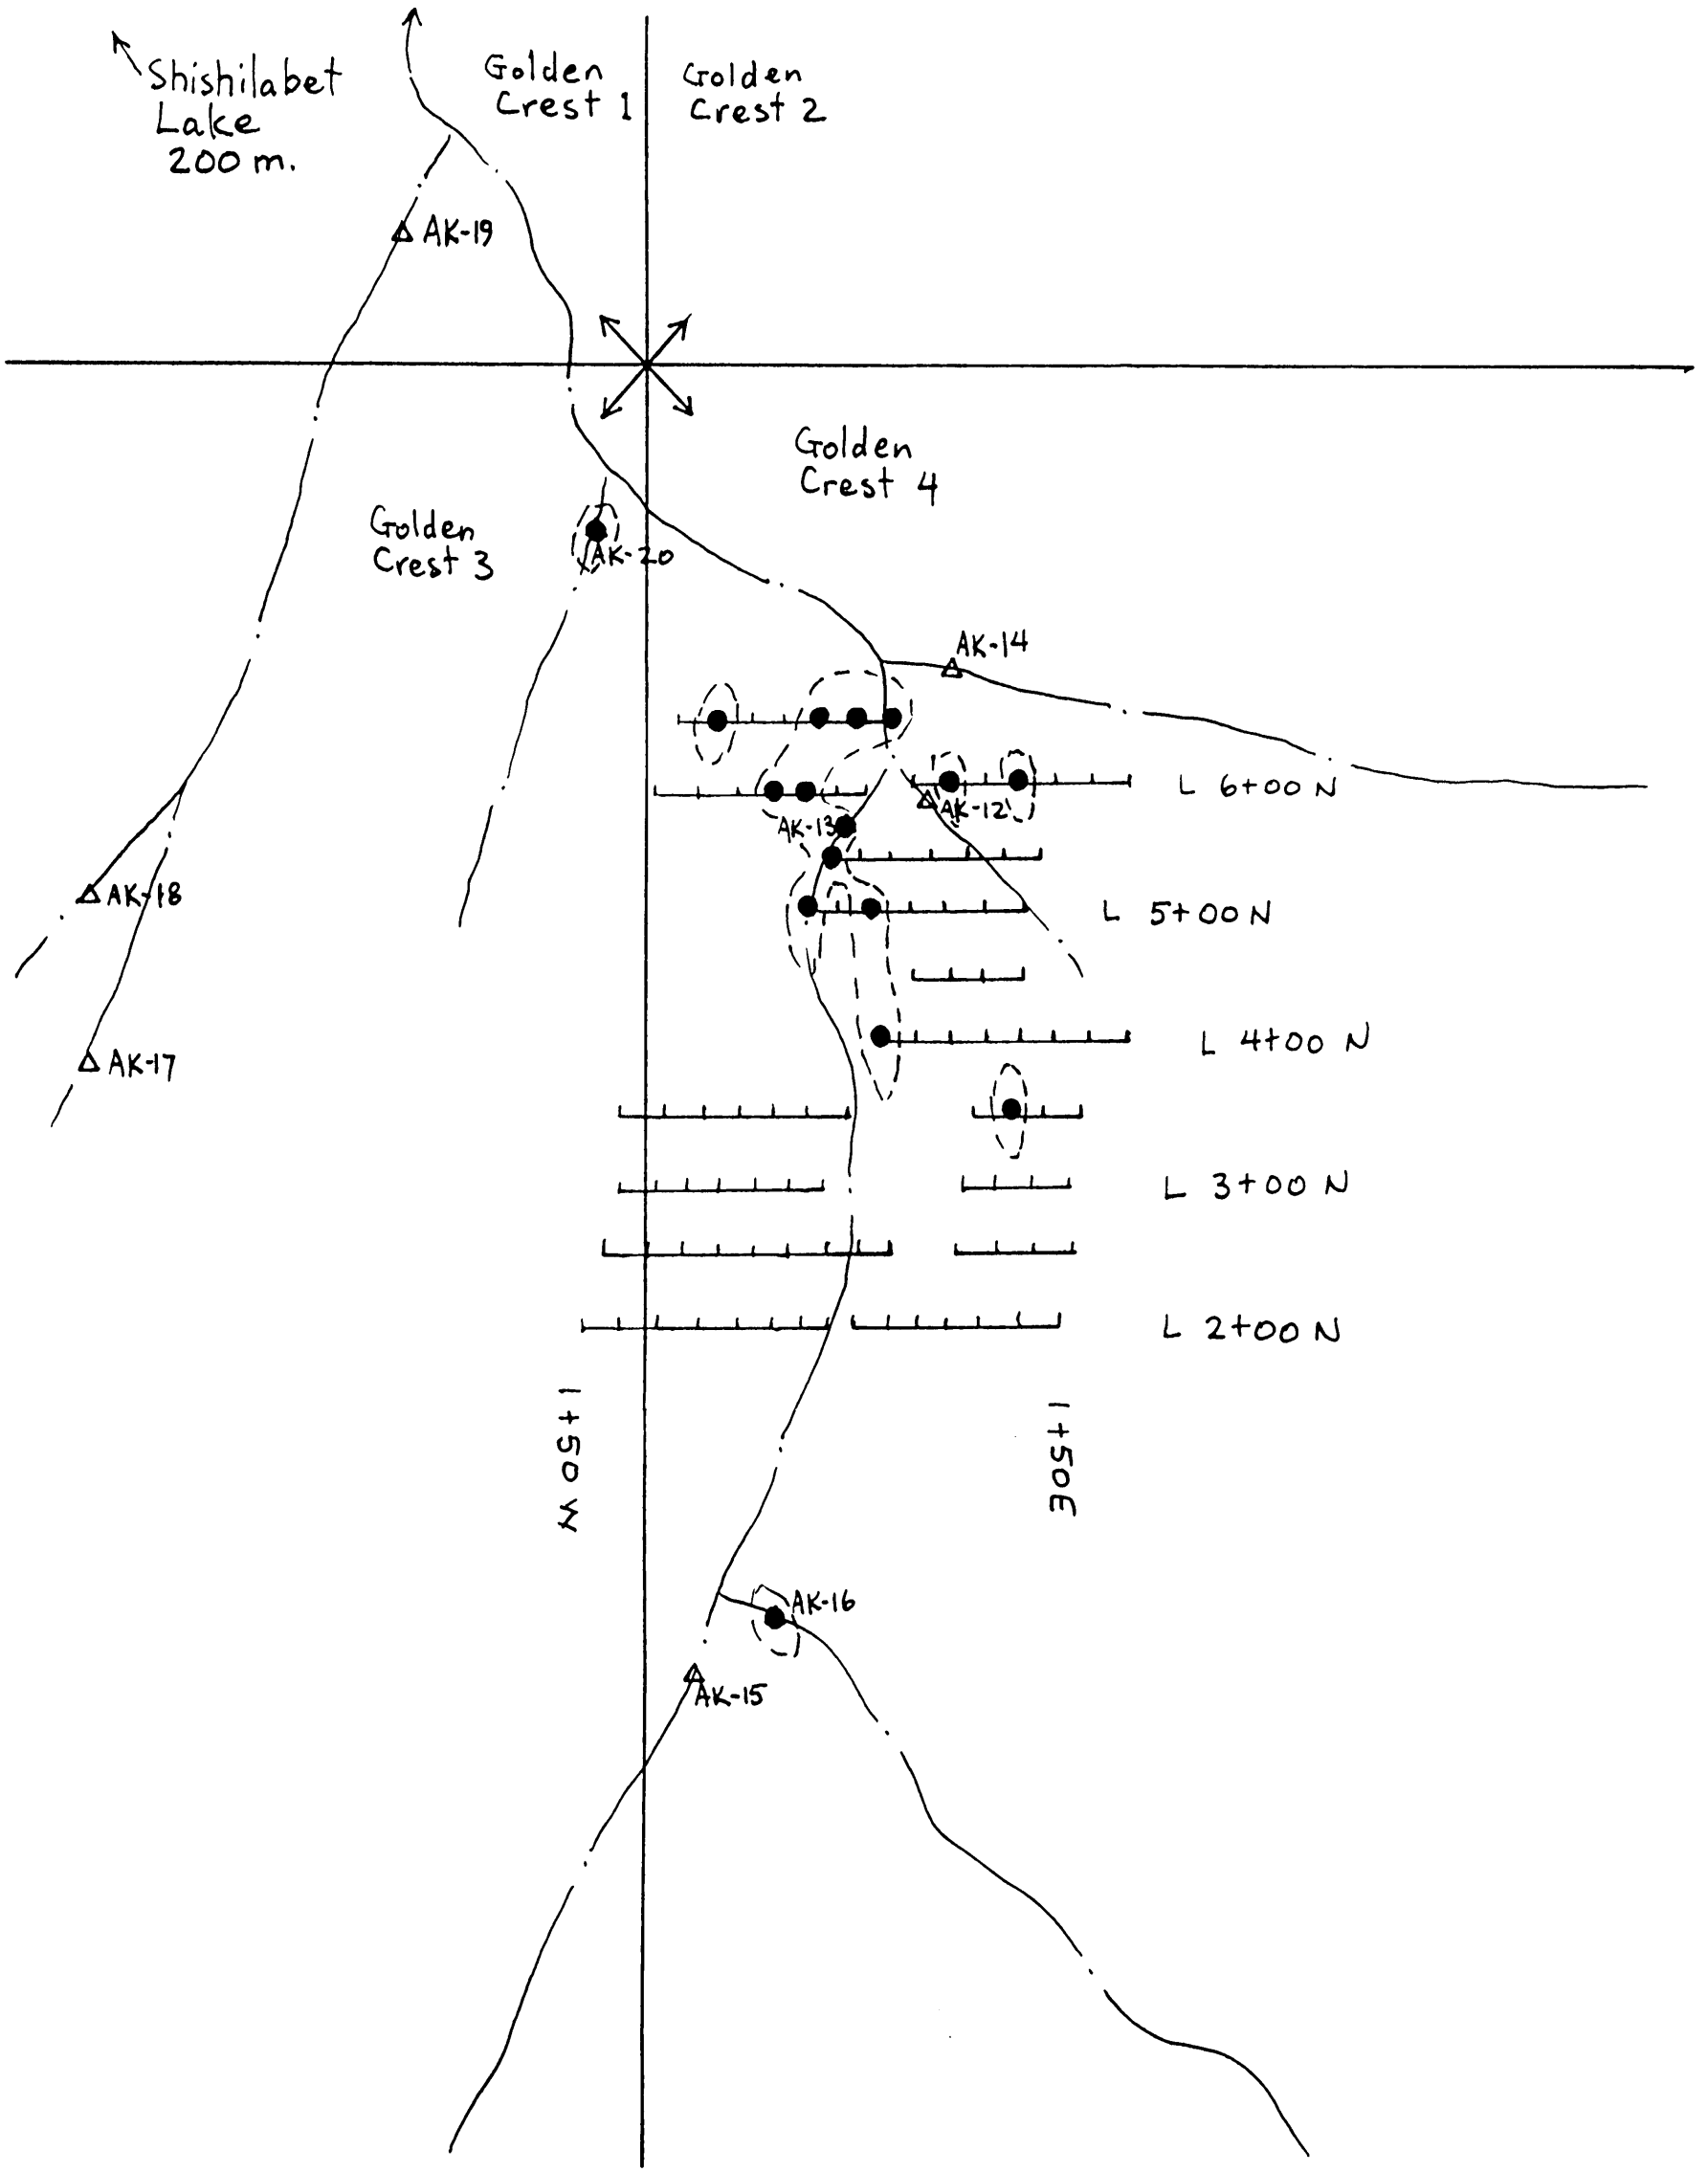 Shishilabet
Lake
200 m.
Golden
Crest 1
Golden
Crest 2
AK-19
Golden
Crest 4
Golden
Crest 3
AK-20
AK-14
L 6+00 N
AK-12
AK-13
AK-18
L 5+00 N
L 4+00 N
AK-17
L 3+00 N
L 2+00 N
1+50 W
1+50E
AK-16
AK-15